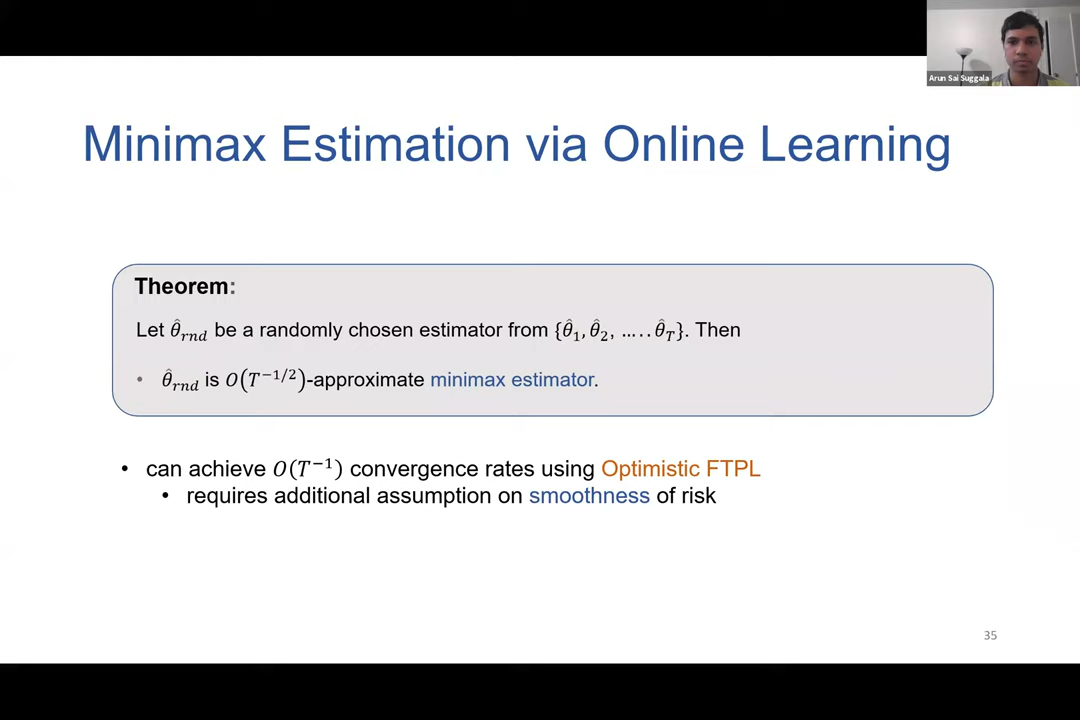 Arun Sai Suggala
Minimax Estimation via Online Learning
Theorem:
Let θ̂_rnd be a randomly chosen estimator from {θ̂₁, θ̂₂, ….. θ̂_T}. Then
• θ̂_rnd is O(T^{−1/2})-approximate minimax estimator.
• can achieve O(T^{−1}) convergence rates using Optimistic FTPL
• requires additional assumption on smoothness of risk
35